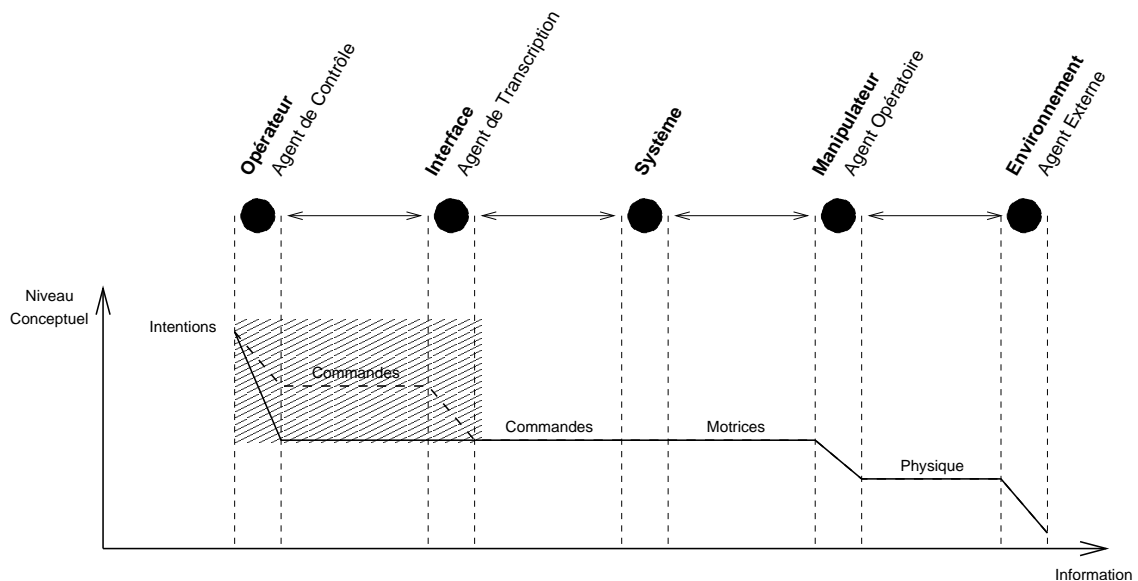 Opérateur
Agent de Contrôle
Interface
Agent de Transcription
Système
Manipulateur
Agent Opératoire
Environnement
Agent Externe
Niveau
Conceptuel
Intentions
Commandes
Commandes
Motrices
Physique
Information